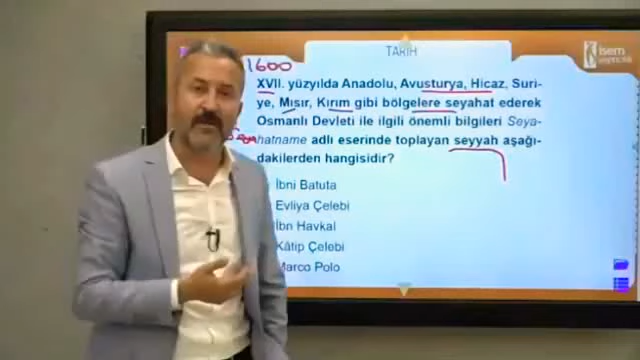 TARİH
isem
yayıncılık
1600
XVII. yüzyılda Anadolu, Avusturya, Hicaz, Suri-
ye, Mısır, Kırım gibi bölgelere seyahat ederek
Osmanlı Devleti ile ilgili önemli bilgileri Seya-
hatname adlı eserinde toplayan seyyah aşağı-
dakilerden hangisidir?
İbni Batuta
Evliya Çelebi
İbn Havkal
Kâtip Çelebi
Marco Polo